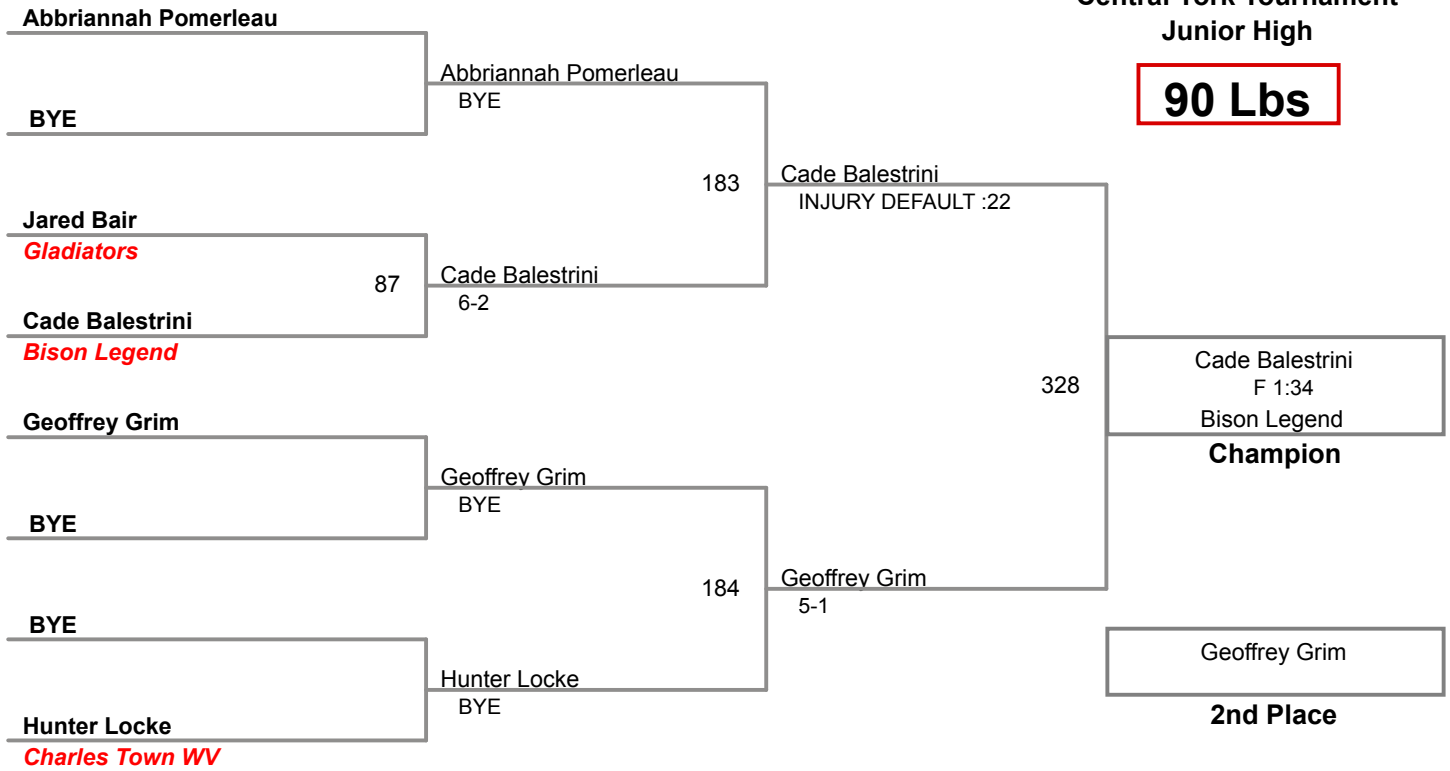 Junior High
90 Lbs
Abbriannah Pomerleau
BYE
Jared Bair
Gladiators
Cade Balestrini
Bison Legend
Geoffrey Grim
BYE
BYE
Hunter Locke
Charles Town WV
Abbriannah Pomerleau
BYE
87
Cade Balestrini
6-2
Geoffrey Grim
BYE
Hunter Locke
BYE
183
Cade Balestrini
INJURY DEFAULT :22
184
Geoffrey Grim
5-1
328
Cade Balestrini
F 1:34
Bison Legend
Champion
Geoffrey Grim
2nd Place